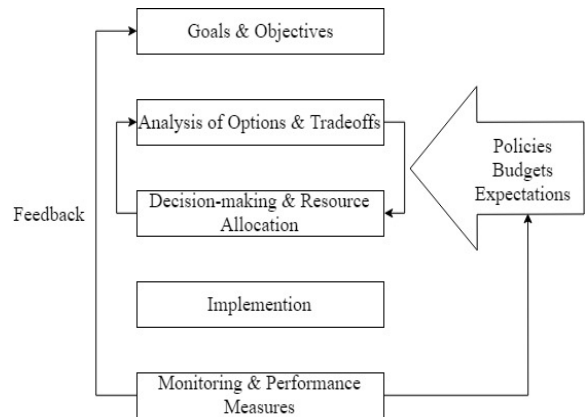 Goals & Objectives
Analysis of Options & Tradeoffs
Policies
Budgets
Expectations
Decision-making & Resource
Allocation
Feedback
Implemention
Monitoring & Performance
Measures